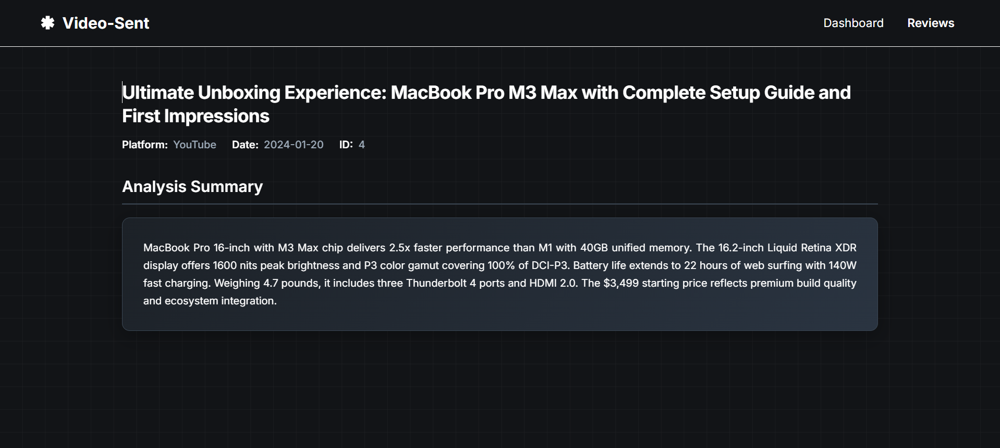 Video-Sent
Dashboard
Reviews
Ultimate Unboxing Experience: MacBook Pro M3 Max with Complete Setup Guide and
First Impressions
Platform: YouTube Date: 2024-01-20 ID: 4
Analysis Summary
MacBook Pro 16-inch with M3 Max chip delivers 2.5x faster performance than M1 with 40GB unified memory. The 16.2-inch Liquid Retina XDR
display offers 1600 nits peak brightness and P3 color gamut covering 100% of DCI-P3. Battery life extends to 22 hours of web surfing with 140W
fast charging. Weighing 4.7 pounds, it includes three Thunderbolt 4 ports and HDMI 2.0. The $3,499 starting price reflects premium build quality
and ecosystem integration.